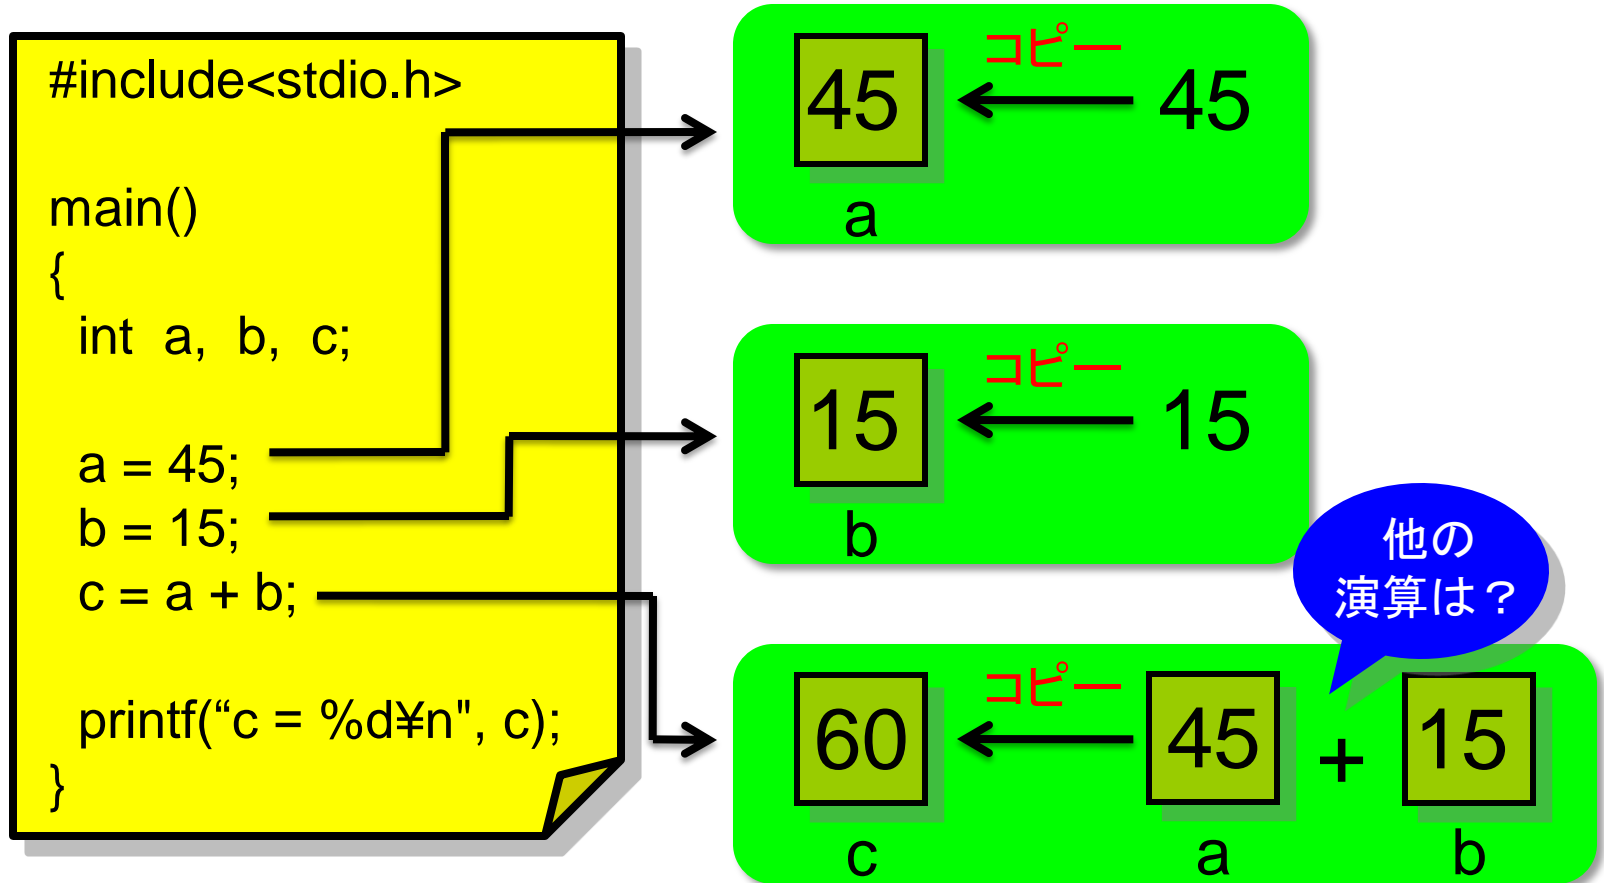 #include<stdio.h>
main()
{
int a, b, c;
a = 45;
b = 15;
c = a + b;
printf(“c = %d¥n", c);
}
コピー
45 45
a
コピー
15 15
b
他の
演算は？
コピー
60 45 + 15
c a b